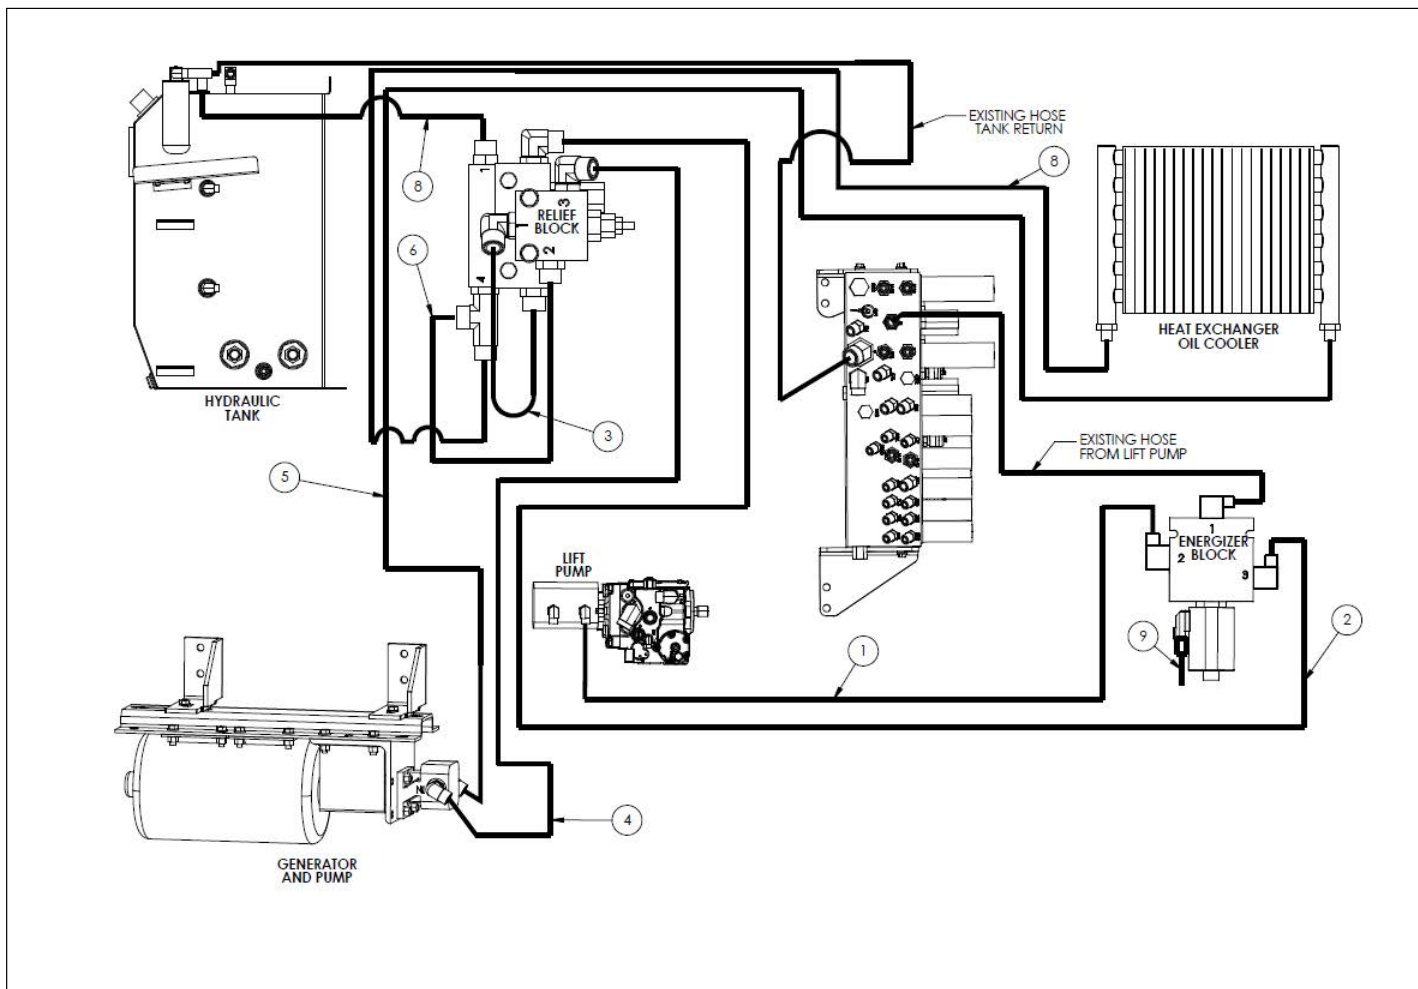 EXISTING HOSE
TANK RETURN
8
8
1
3
RELIEF
BLOCK
1
2
4
6
HEAT EXCHANGER
OIL COOLER
HYDRAULIC
TANK
3
EXISTING HOSE
FROM LIFT PUMP
5
1
ENERGIZER
BLOCK
2
3
LIFT
PUMP
2
9
1
4
GENERATOR
AND PUMP